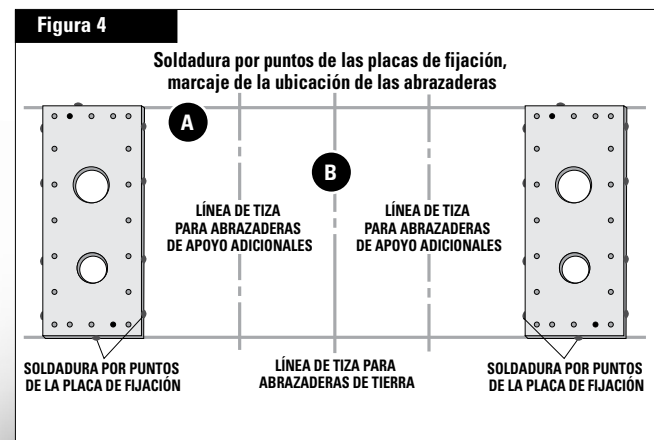 Figura 4
Soldadura por puntos de las placas de fijación,
marcaje de la ubicación de las abrazaderas
A
B
LÍNEA DE TIZA
PARA ABRAZADERAS
DE APOYO ADICIONALES
LÍNEA DE TIZA
PARA ABRAZADERAS
DE APOYO ADICIONALES
SOLDADURA POR PUNTOS
DE LA PLACA DE FIJACIÓN
LÍNEA DE TIZA PARA
ABRAZADERAS DE TIERRA
SOLDADURA POR PUNTOS
DE LA PLACA DE FIJACIÓN